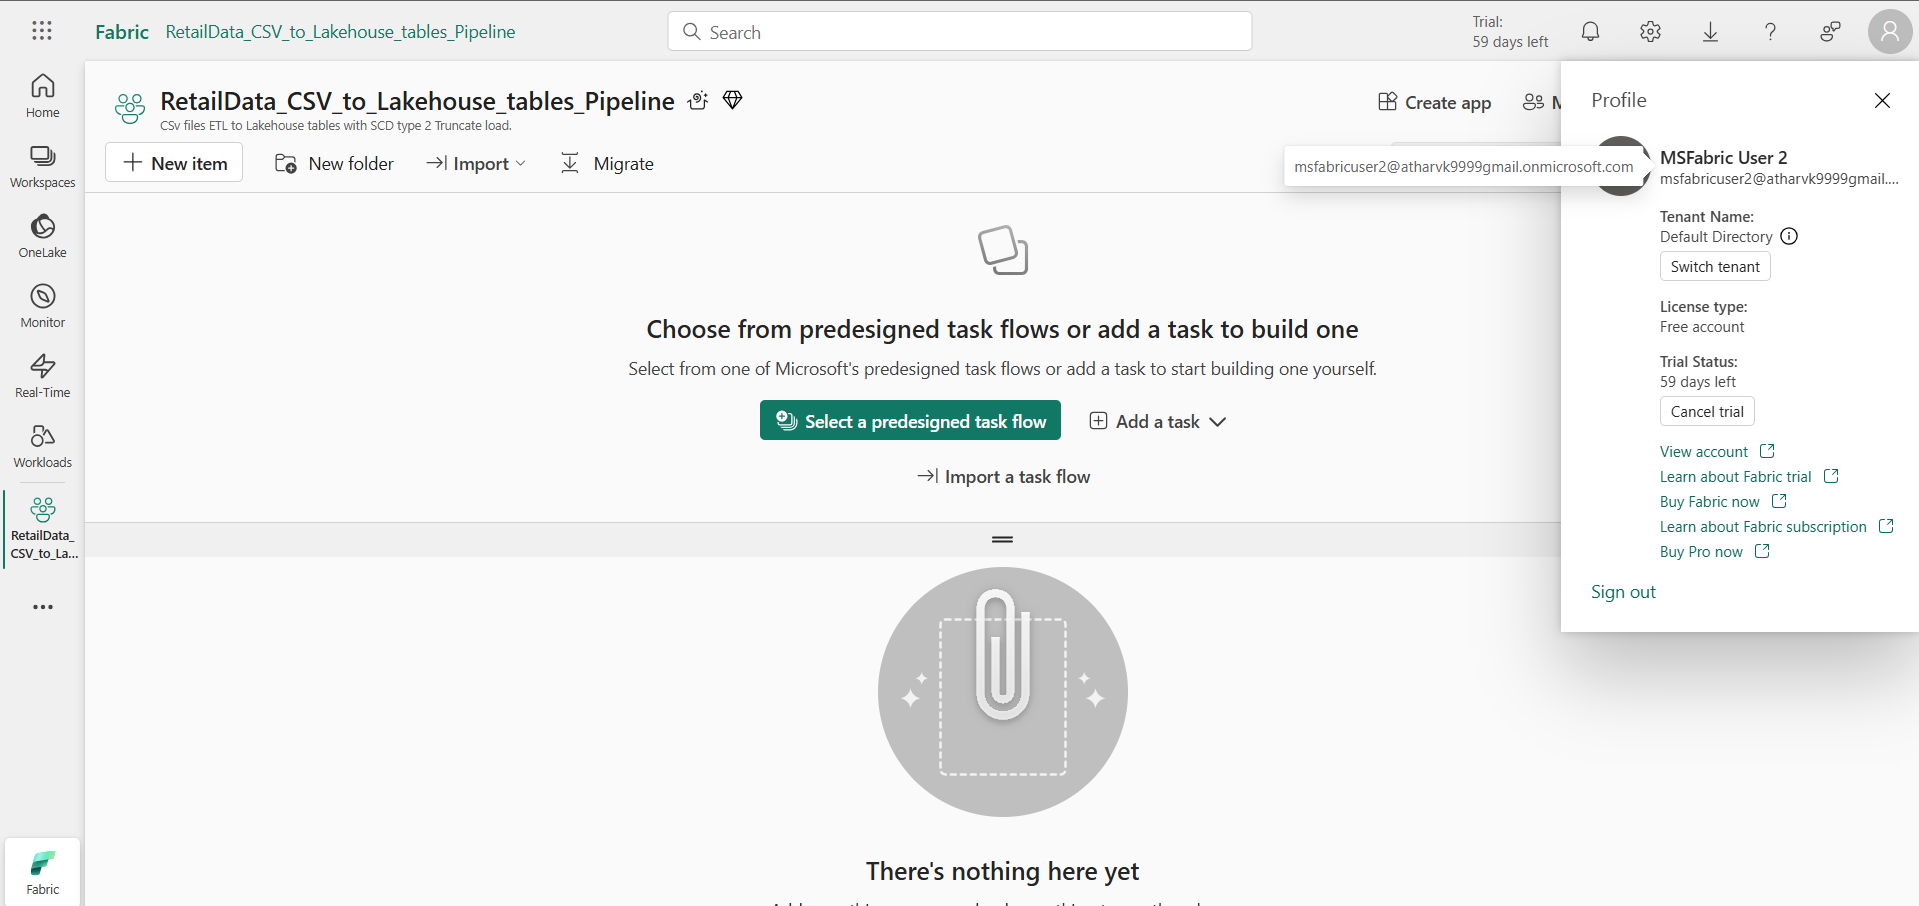 Fabric RetailData_CSV_to_Lakehouse_tables_Pipeline
Search
Trial:
59 days left
Home
Workspaces
OneLake
Monitor
Real-Time
Workloads
RetailData_
CSV_to_La...
Fabric
RetailData_CSV_to_Lakehouse_tables_Pipeline
CSv files ETL to Lakehouse tables with SCD type 2 Truncate load.
Create app
New item
New folder
Import
Migrate
Choose from predesigned task flows or add a task to build one
Select from one of Microsoft's predesigned task flows or add a task to start building one yourself.
Select a predesigned task flow
Add a task
Import a task flow
There's nothing here yet
Profile
msfabricuser2@atharvk9999gmail.onmicrosoft.com
MSFabric User 2
msfabricuser2@atharvk9999gmail....
Tenant Name:
Default Directory
Switch tenant
License type:
Free account
Trial Status:
59 days left
Cancel trial
View account
Learn about Fabric trial
Buy Fabric now
Learn about Fabric subscription
Buy Pro now
Sign out